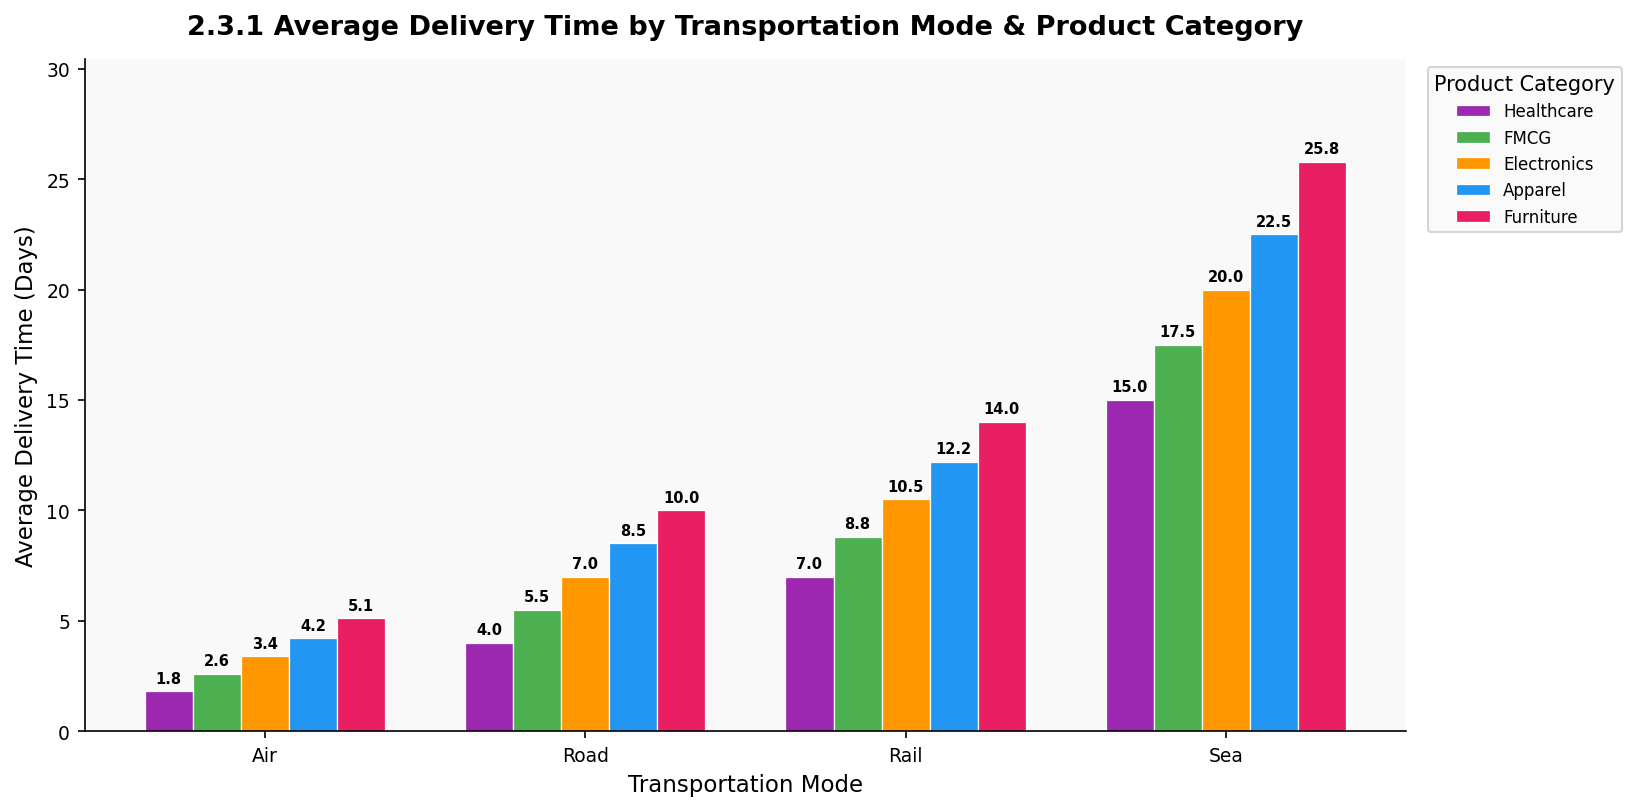 2.3.1 Average Delivery Time by Transportation Mode & Product Category
Average Delivery Time (Days)
30
25
20
15
10
5
0
1.8
2.6
3.4
4.2
5.1
4.0
5.5
7.0
8.5
10.0
7.0
8.8
10.5
12.2
14.0
15.0
17.5
20.0
22.5
25.8
Air
Road
Rail
Sea
Transportation Mode
Product Category
Healthcare
FMCG
Electronics
Apparel
Furniture